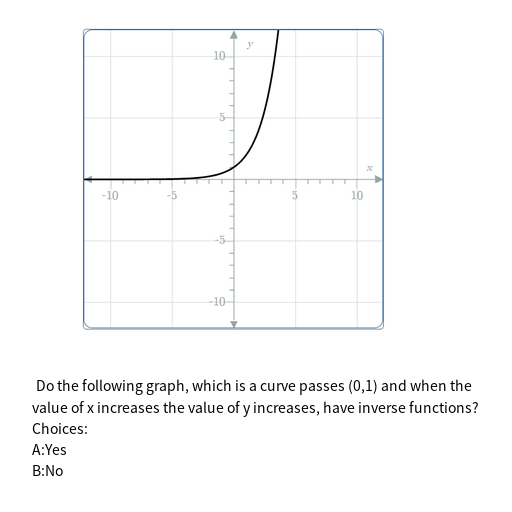 y
10
5
x
-10 -5 5 10
-5
-10
Do the following graph, which is a curve passes (0,1) and when the
value of x increases the value of y increases, have inverse functions?
Choices:
A:Yes
B:No